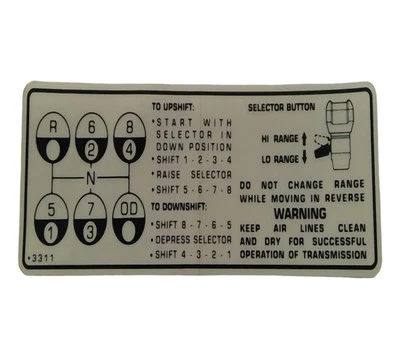 R 6 8
2 4
N
5 7 OD
1 3
•3311
TO UPSHIFT:
•START WITH
SELECTOR IN
DOWN POSITION
•SHIFT 1 - 2 - 3 - 4
•RAISE SELECTOR
•SHIFT 5 - 6 - 7 - 8
TO DOWNSHIFT:
•SHIFT 8 - 7 - 6 - 5
•DEPRESS SELECTOR
•SHIFT 4 - 3 - 2 - 1
SELECTOR BUTTON
HI RANGE
LO RANGE
DO NOT CHANGE RANGE
WHILE MOVING IN REVERSE
WARNING
KEEP AIR LINES CLEAN
AND DRY FOR SUCCESSFUL
OPERATION OF TRANSMISSION